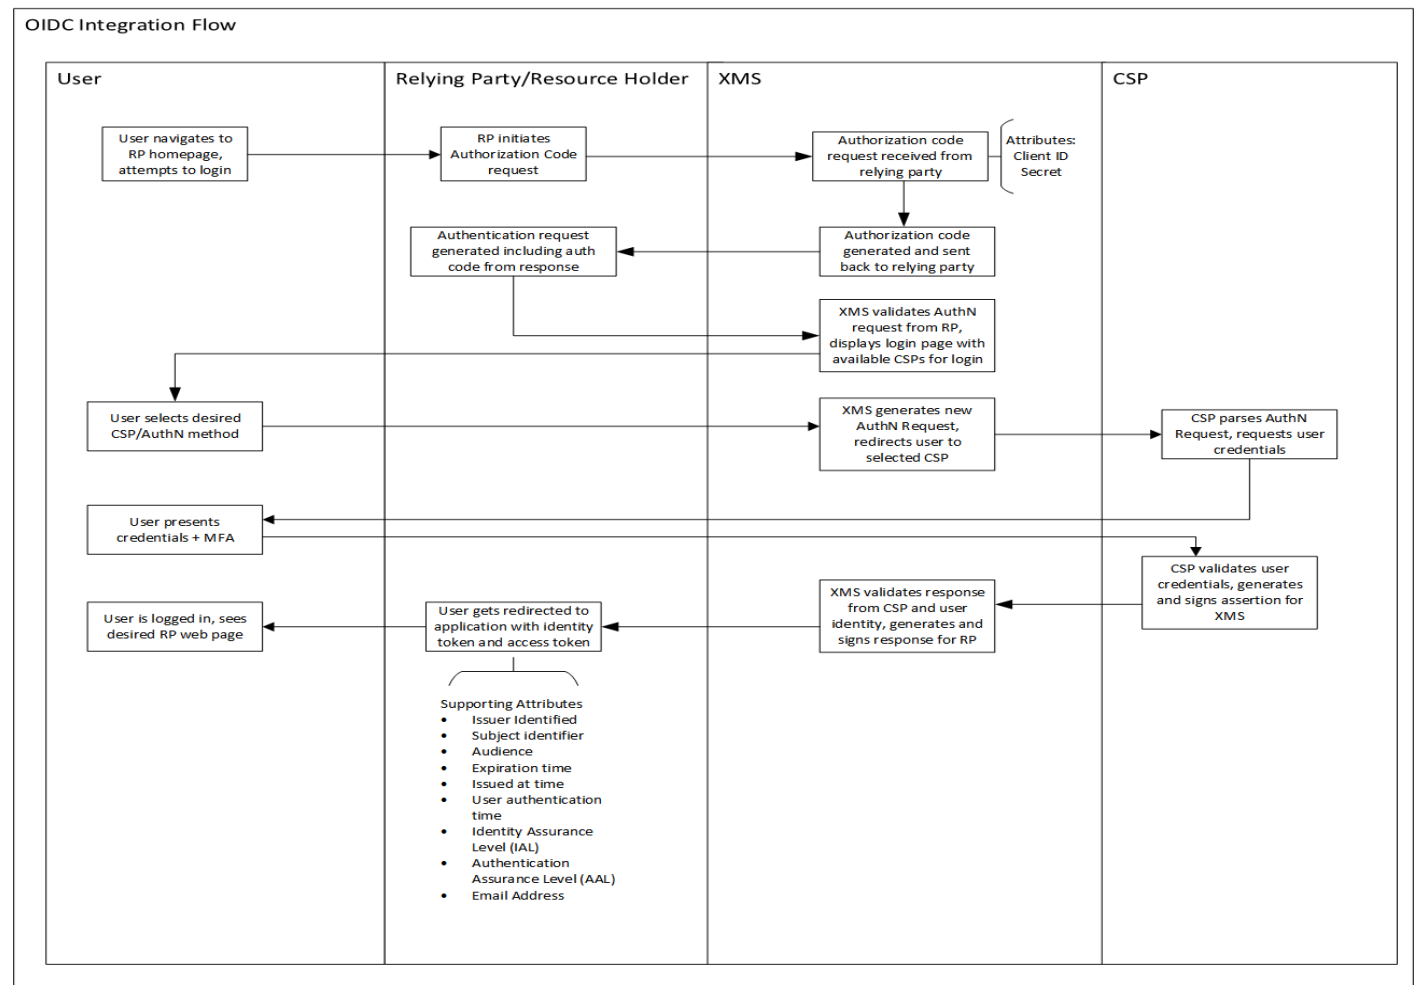 OIDC Integration Flow
User
Relying Party/Resource Holder
XMS
CSP
User navigates to
RP homepage,
attempts to login
RP initiates
Authorization Code
request
Authorization code
request received from
relying party
Attributes:
Client ID
Secret
Authentication request
generated including auth
code from response
Authorization code
generated and sent
back to relying party
XMS validates AuthN
request from RP,
displays login page with
available CSPs for login
User selects desired
CSP/AuthN method
XMS generates new
AuthN Request,
redirects user to
selected CSP
CSP parses AuthN
Request, requests user
credentials
User presents
credentials + MFA
CSP validates user
credentials, generates
and signs assertion for
XMS
XMS validates response
from CSP and user
identity, generates and
signs response for RP
User gets redirected to
application with identity
token and access token
User is logged in, sees
desired RP web page
Supporting Attributes
• Issuer Identified
• Subject identifier
• Audience
• Expiration time
• Issued at time
• User authentication
time
• Identity Assurance
Level (IAL)
• Authentication
Assurance Level (AAL)
• Email Address